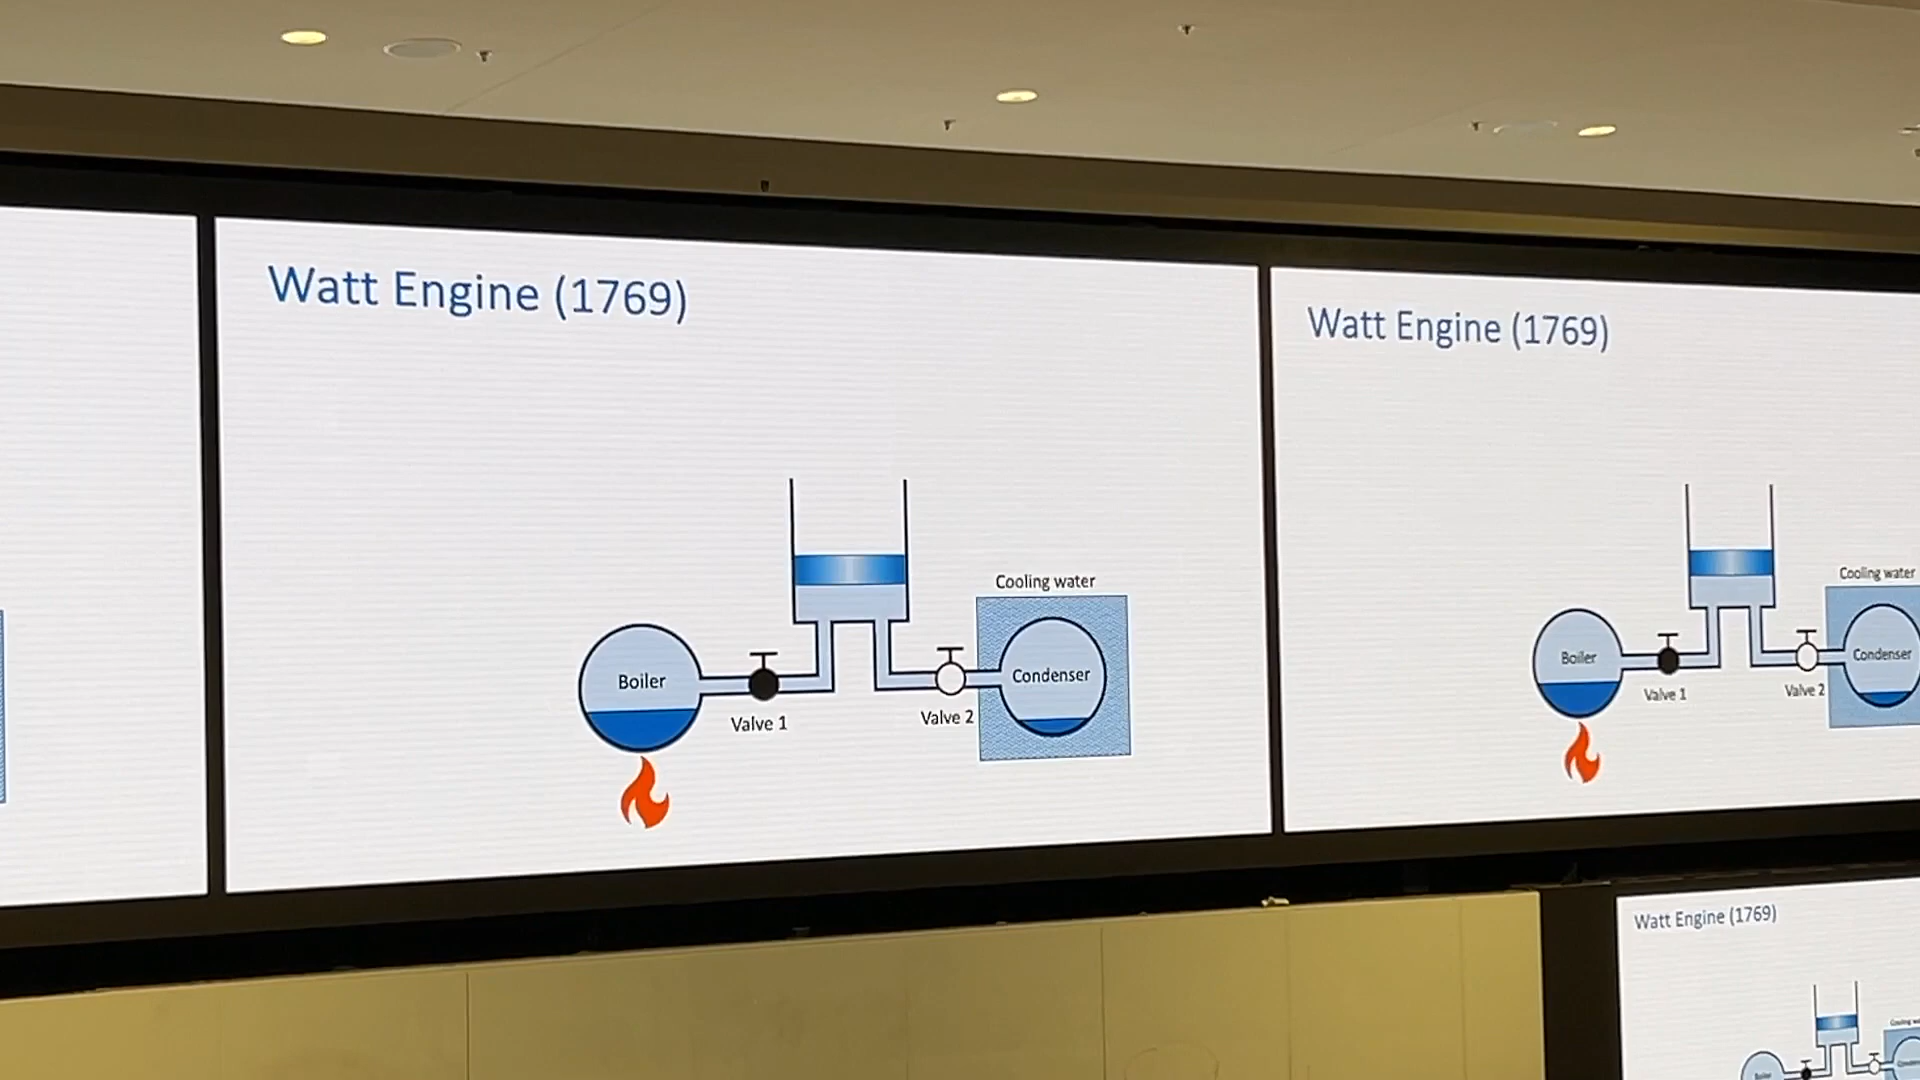 Watt Engine (1769)
Cooling water
Boiler
Condenser
Valve 1
Valve 2
Watt Engine (1769)
Cooling water
Boiler
Condenser
Valve 1
Valve 2
Watt Engine (1769)